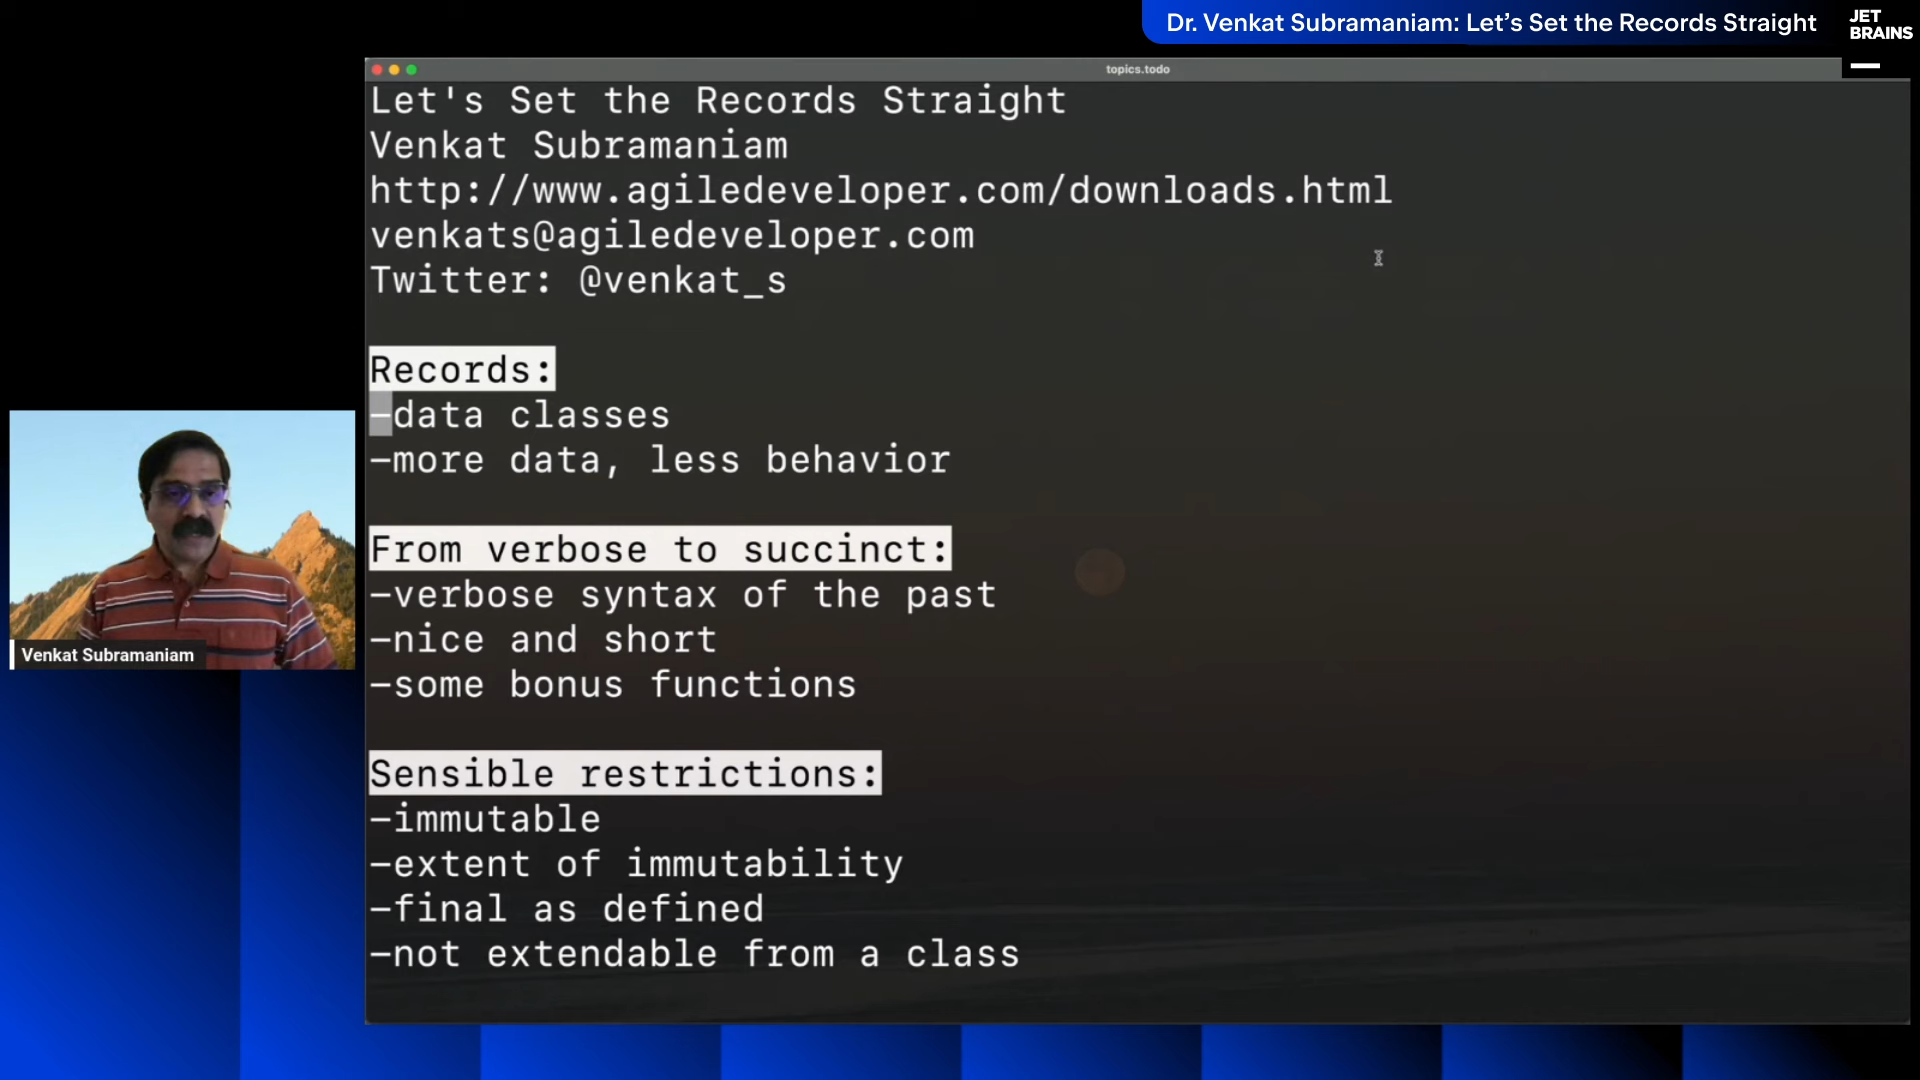 Dr. Venkat Subramaniam: Let's Set the Records Straight
JET
BRAINS
topics.todo
Let's Set the Records Straight
Venkat Subramaniam
http://www.agiledeveloper.com/downloads.html
venkats@agiledeveloper.com
Twitter: @venkat_s
Records:
-data classes
-more data, less behavior
From verbose to succinct:
-verbose syntax of the past
-nice and short
-some bonus functions
Sensible restrictions:
-immutable
-extent of immutability
-final as defined
-not extendable from a class
Venkat Subramaniam